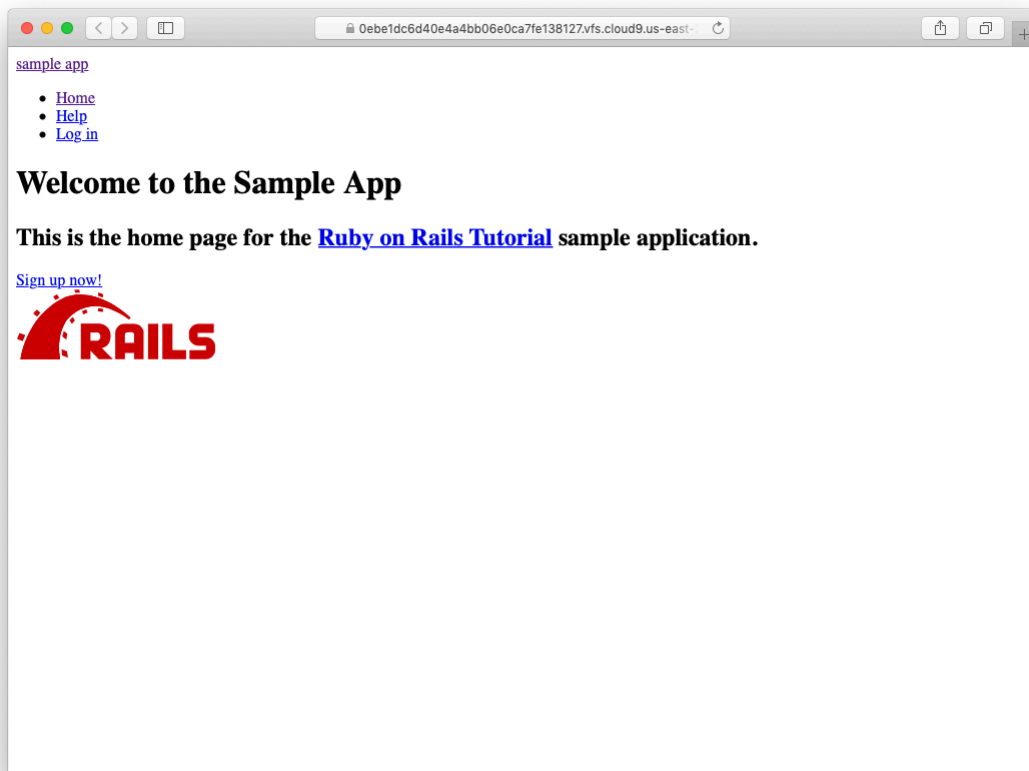 0ebe1dc6d40e4a4bb06e0ca7fe138127.vfs.cloud9.us-east-
sample app
Home
Help
Log in
Welcome to the Sample App
This is the home page for the Ruby on Rails Tutorial sample application.
Sign up now!
RAILS